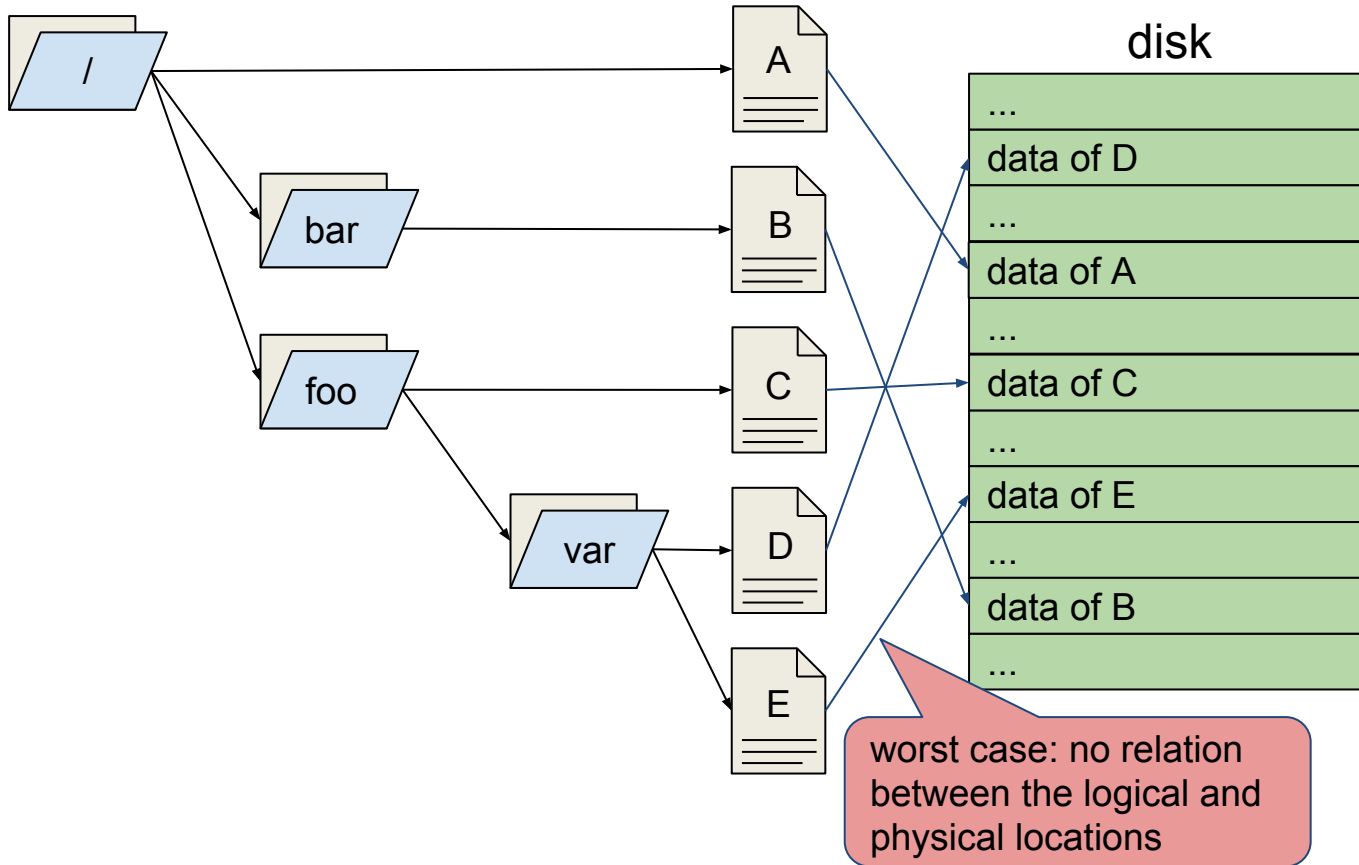 disk
/
A
...
data of D
bar
B
...
data of A
...
foo
C
data of C
...
data of E
var
D
...
data of B
...
E
worst case: no relation
between the logical and
physical locations